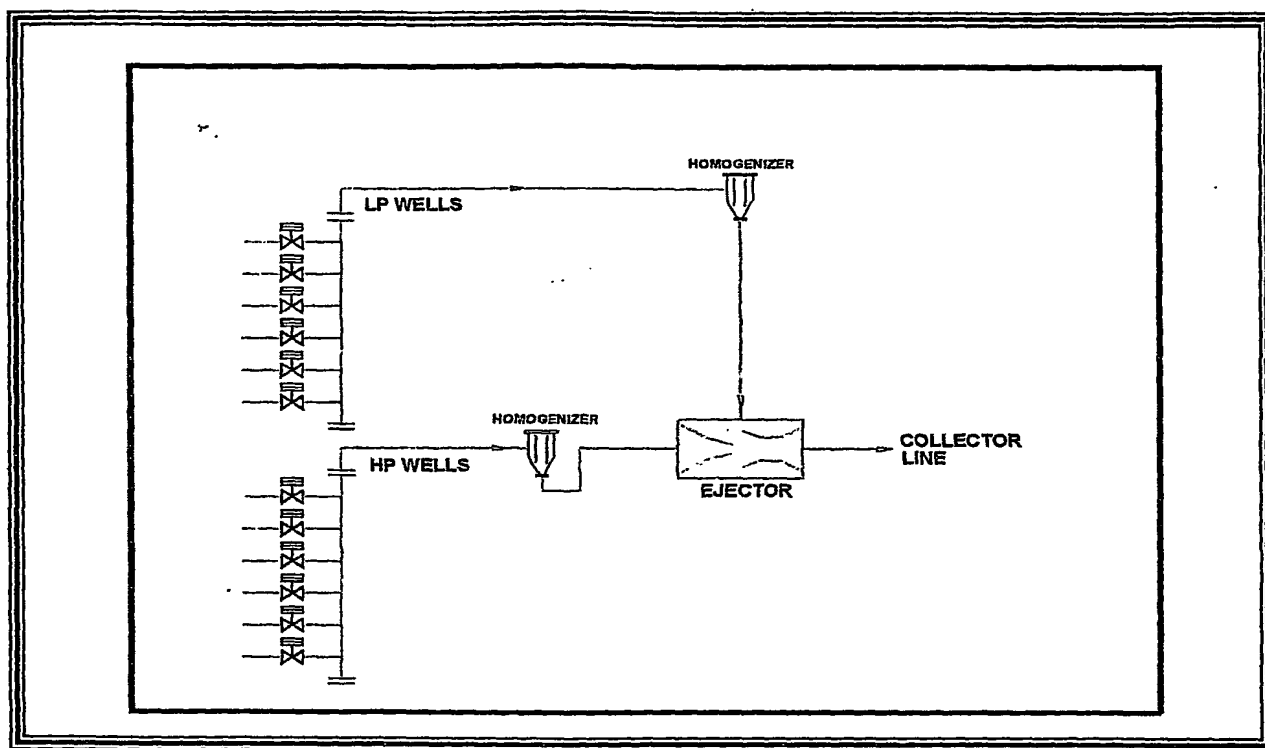 HOMOGENIZER
LP WELLS
HOMOGENIZER
HP WELLS
COLLECTOR
LINE
EJECTOR